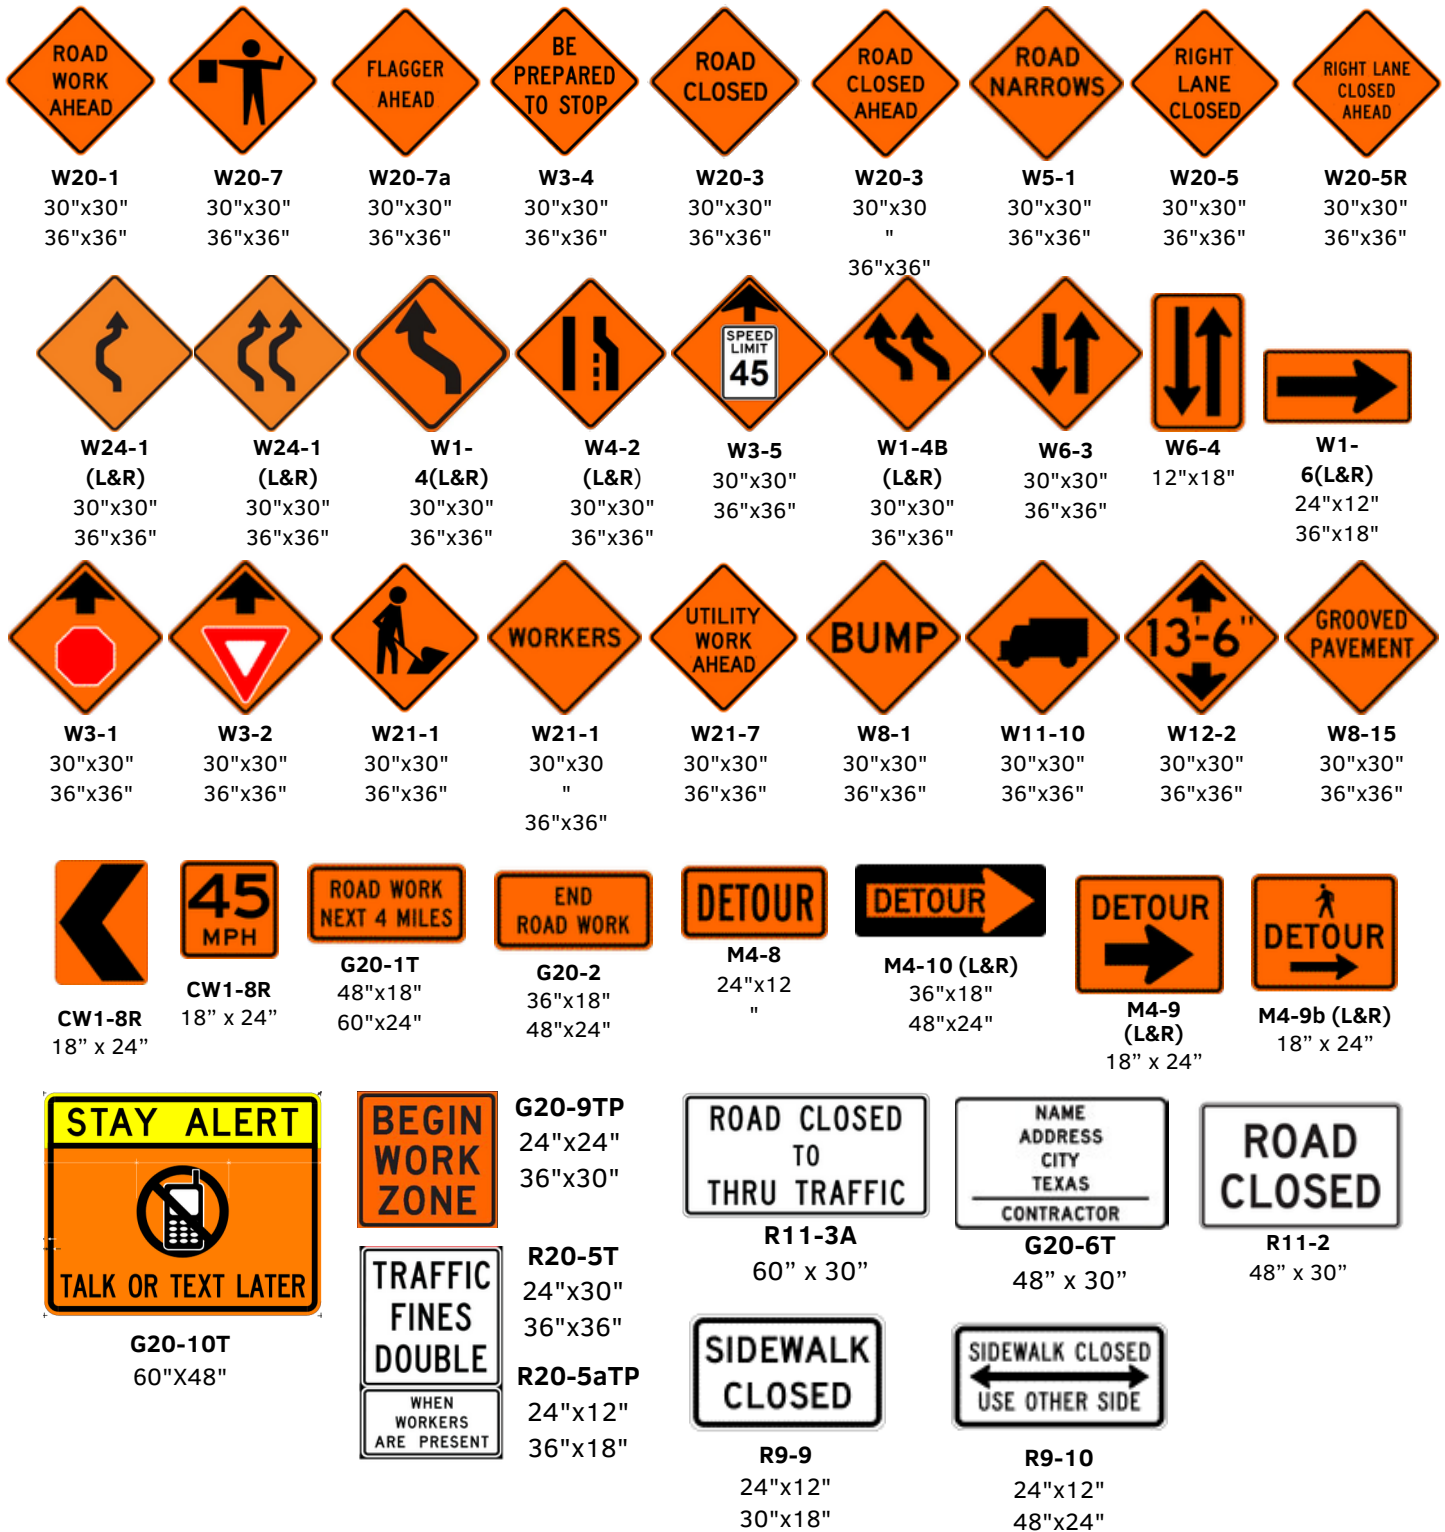 ROAD
WORK
AHEAD
W20-1
30"x30"
36"x36"
W20-7
30"x30"
36"x36"
FLAGGER
AHEAD
W20-7a
30"x30"
36"x36"
BE
PREPARED
TO STOP
W3-4
30"x30"
36"x36"
ROAD
CLOSED
W20-3
30"x30"
36"x36"
ROAD
CLOSED
AHEAD
W20-3
30"x30
"
36"x36"
ROAD
NARROWS
W5-1
30"x30"
36"x36"
RIGHT
LANE
CLOSED
W20-5
30"x30"
36"x36"
RIGHT LANE
CLOSED
AHEAD
W20-5R
30"x30"
36"x36"
W24-1
(L&R)
30"x30"
36"x36"
W24-1
(L&R)
30"x30"
36"x36"
W1-
4(L&R)
30"x30"
36"x36"
W4-2
(L&R)
30"x30"
36"x36"
SPEED
LIMIT
45
W3-5
30"x30"
36"x36"
W1-4B
(L&R)
30"x30"
36"x36"
W6-3
30"x30"
36"x36"
W6-4
12"x18"
W1-
6(L&R)
24"x12"
36"x18"
W3-1
30"x30"
36"x36"
W3-2
30"x30"
36"x36"
W21-1
30"x30"
36"x36"
WORKERS
W21-1
30"x30
"
36"x36"
UTILITY
WORK
AHEAD
W21-7
30"x30"
36"x36"
BUMP
W8-1
30"x30"
36"x36"
W11-10
30"x30"
36"x36"
13'-6"
W12-2
30"x30"
36"x36"
GROOVED
PAVEMENT
W8-15
30"x30"
36"x36"
CW1-8R
18” x 24”
45
MPH
CW1-8R
18” x 24”
ROAD WORK
NEXT 4 MILES
G20-1T
48"x18"
60"x24"
END
ROAD WORK
G20-2
36"x18"
48"x24"
DETOUR
M4-8
24"x12
"
DETOUR
M4-10 (L&R)
36"x18"
48"x24"
DETOUR
M4-9
(L&R)
18” x 24”
DETOUR
M4-9b (L&R)
18” x 24”
STAY ALERT
TALK OR TEXT LATER
G20-10T
60"X48"
BEGIN
WORK
ZONE
G20-9TP
24"x24"
36"x30"
TRAFFIC
FINES
DOUBLE
R20-5T
24"x30"
36"x36"
WHEN
WORKERS
ARE PRESENT
R20-5aTP
24"x12"
36"x18"
ROAD CLOSED
TO
THRU TRAFFIC
R11-3A
60” x 30”
NAME
ADDRESS
CITY
TEXAS
CONTRACTOR
G20-6T
48” x 30”
ROAD
CLOSED
R11-2
48” x 30”
SIDEWALK
CLOSED
R9-9
24"x12"
30"x18"
SIDEWALK CLOSED
USE OTHER SIDE
R9-10
24"x12"
48"x24"